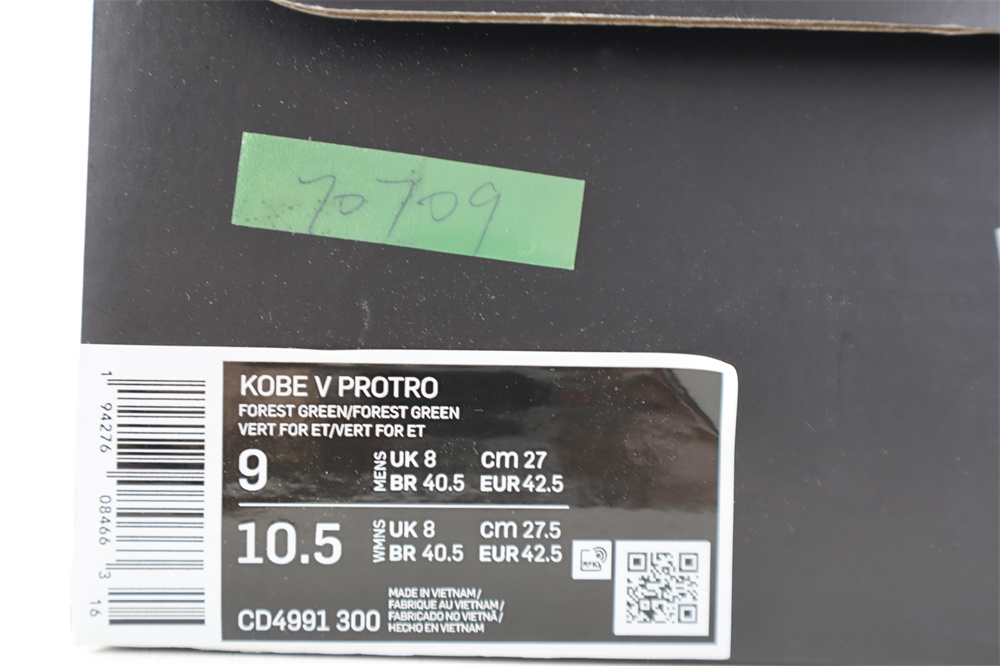 70709
1 94276 08466 3
16
KOBE V PROTRO
FOREST GREEN/FOREST GREEN
VERT FOR ET/VERT FOR ET
9 MENS UK 8 cm 27
BR 40.5 EUR 42.5
10.5 WMNS UK 8 cm 27.5
BR 40.5 EUR 42.5
CD4991 300
MADE IN VIETNAM/
FABRIQUE AU VIETNAM/
FABRICADO NO VIETNÃ/
HECHO EN VIETNAM